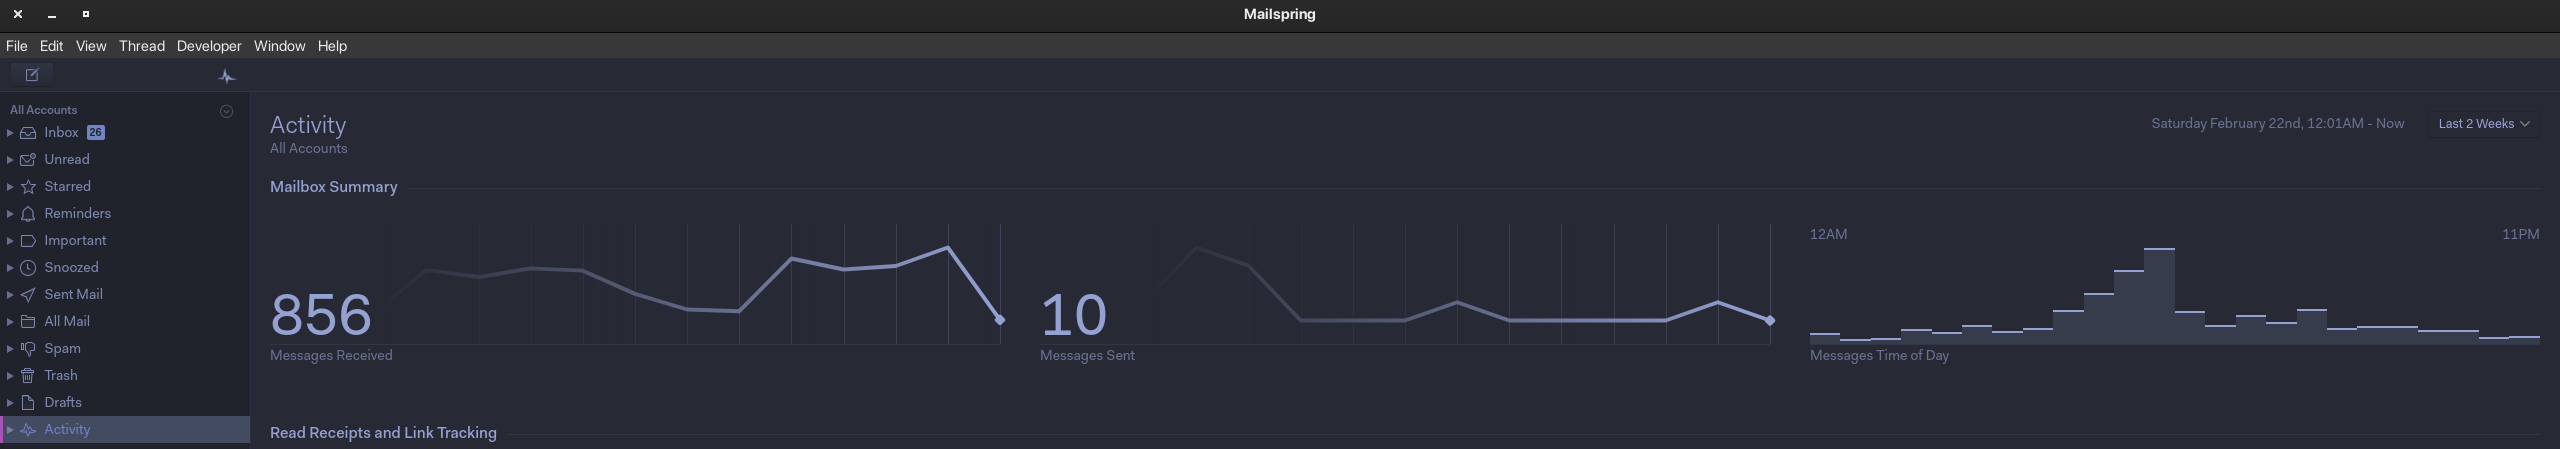 Mailspring
File Edit View Thread Developer Window Help
All Accounts
Inbox 26
Unread
Starred
Reminders
Important
Snoozed
Sent Mail
All Mail
Spam
Trash
Drafts
Activity
Activity
All Accounts
Saturday February 22nd, 12:01AM - Now
Last 2 Weeks
Mailbox Summary
856
Messages Received
10
Messages Sent
12AM 11PM
Messages Time of Day
Read Receipts and Link Tracking